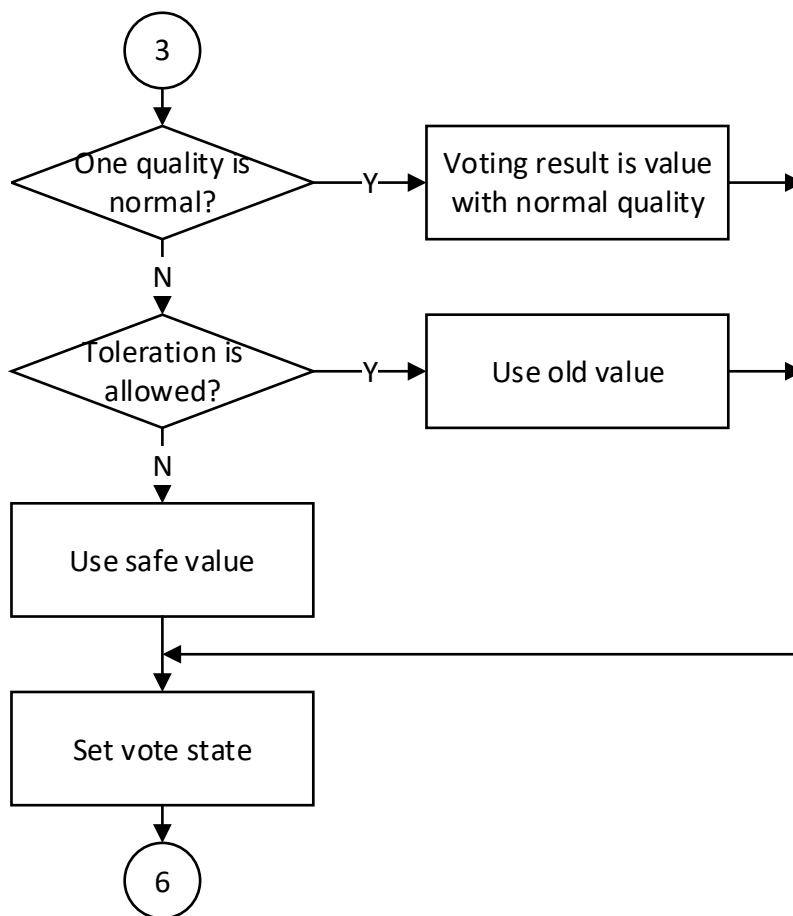 3
One quality is
normal?
Y
Voting result is value
with normal quality
N
Toleration is
allowed?
Y
Use old value
N
Use safe value
Set vote state
6